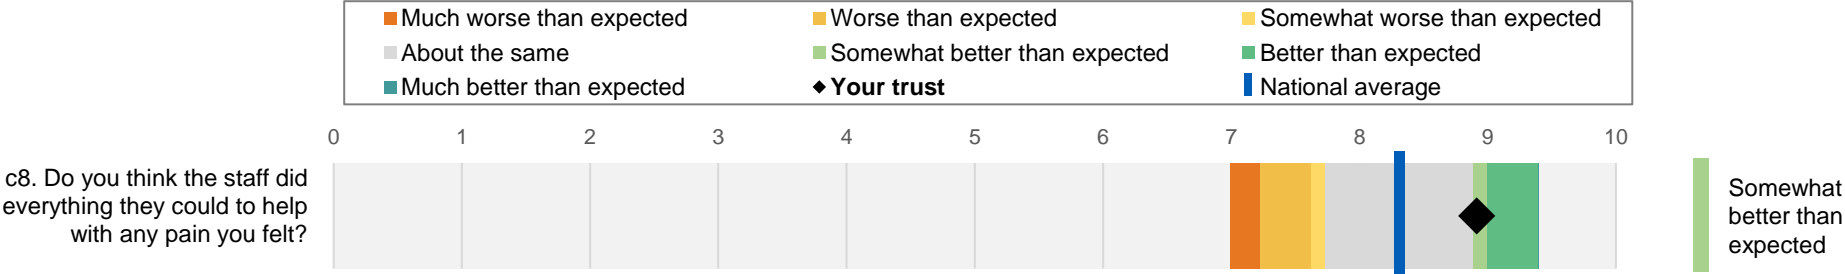 Much worse than expected Worse than expected Somewhat worse than expected
About the same Somewhat better than expected Better than expected
Much better than expected Your trust National average
0 1 2 3 4 5 6 7 8 9 10
c8. Do you think the staff did
everything they could to help
with any pain you felt?
Somewhat
better than
expected